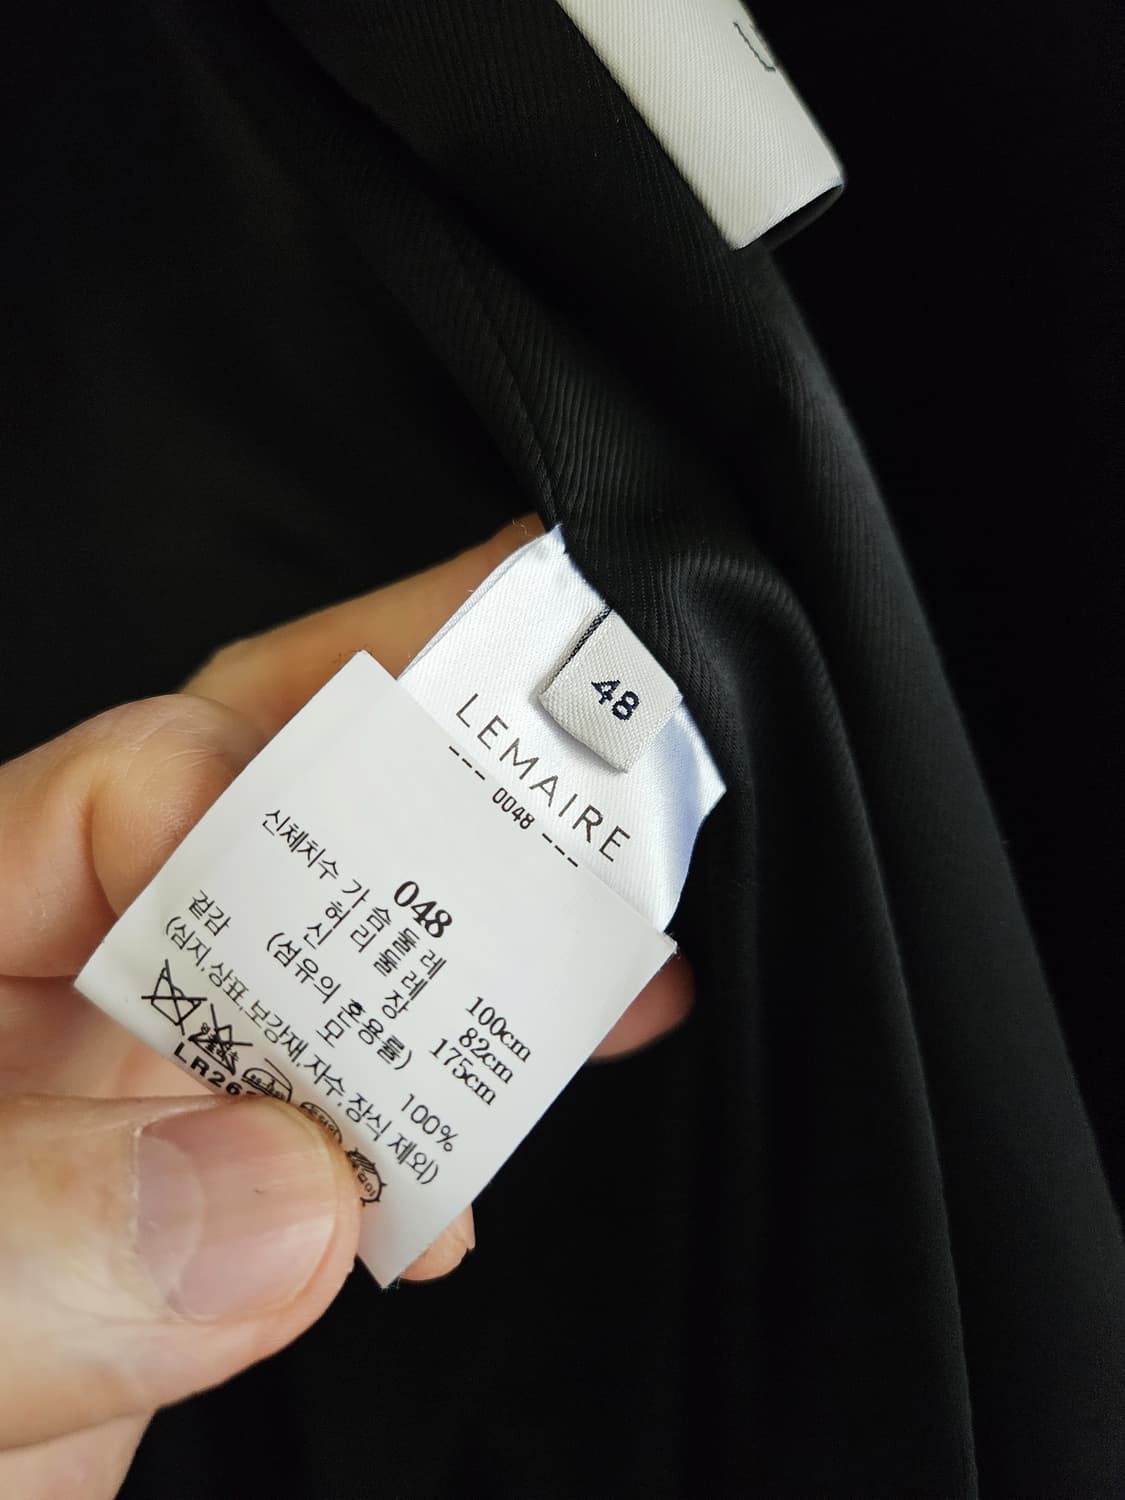 48
LEMAIRE
--- 0048 ---
048
신체치수 가슴둘레 100cm
허리둘레 82cm
신 장 175cm
(섬유의 혼용률)
겉감 모 100%
(심지,상표,보강재,자수,장식 제외)